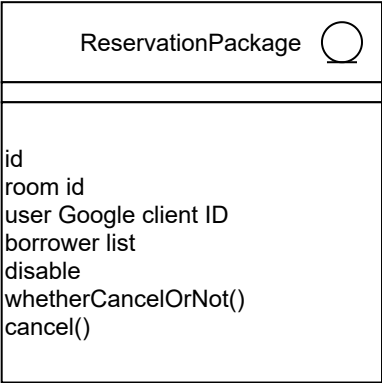 ReservationPackage
id
room id
user Google client ID
borrower list
disable
whetherCancelOrNot()
cancel()